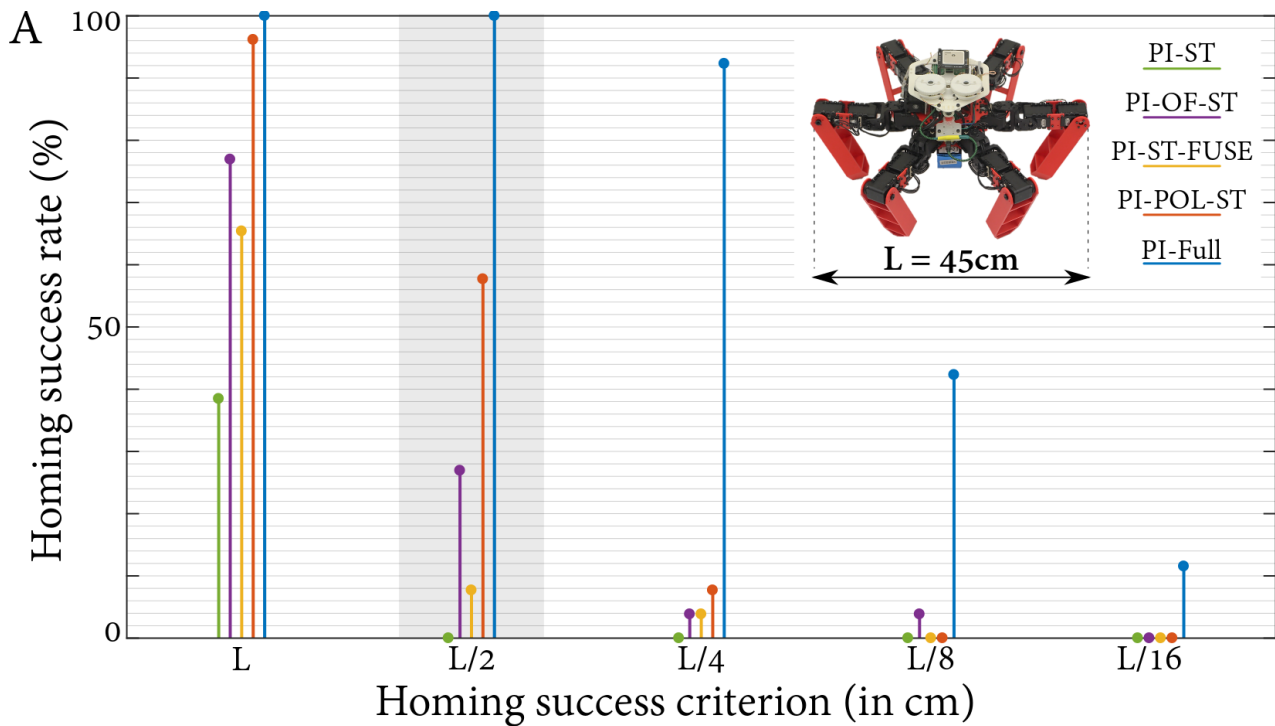 A
Homing success rate (%)
100
50
0
PI-ST
PI-OF-ST
PI-ST-FUSE
PI-POL-ST
PI-Full
L = 45cm
L
L/2
L/4
L/8
L/16
Homing success criterion (in cm)